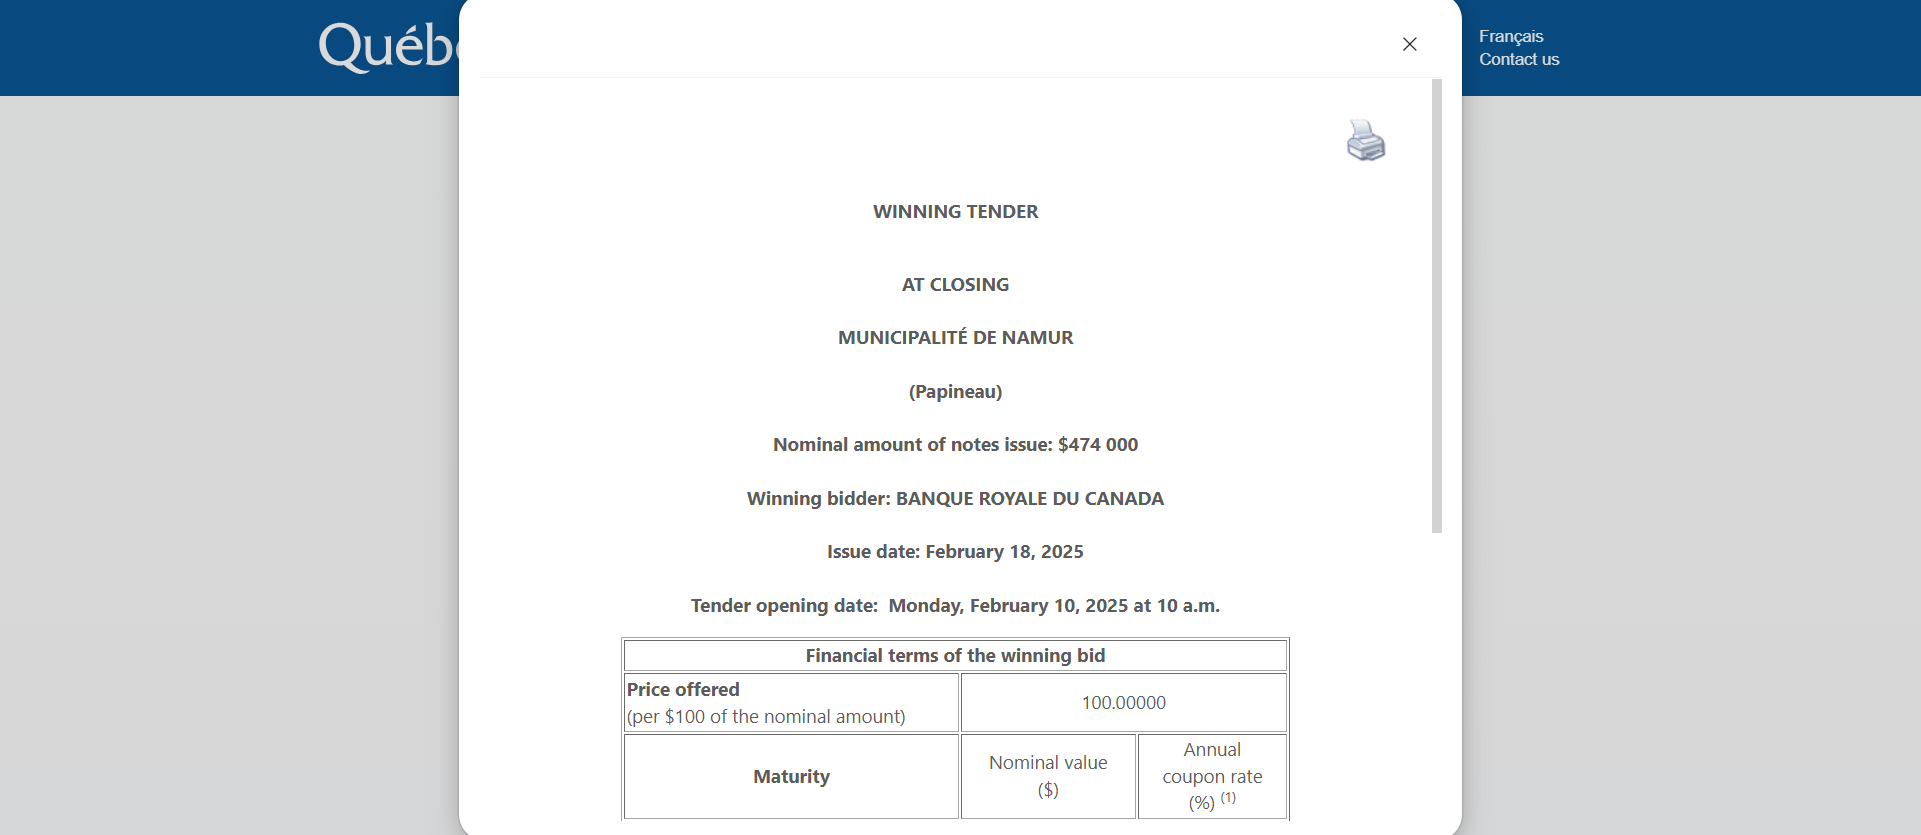 Français
Contact us
WINNING TENDER
AT CLOSING
MUNICIPALITÉ DE NAMUR
(Papineau)
Nominal amount of notes issue: $474 000
Winning bidder: BANQUE ROYALE DU CANADA
Issue date: February 18, 2025
Tender opening date:  Monday, February 10, 2025 at 10 a.m.
Financial terms of the winning bid
Price offered
(per $100 of the nominal amount)
100.00000
Maturity
Nominal value
($)
Annual
coupon rate
(%) (1)